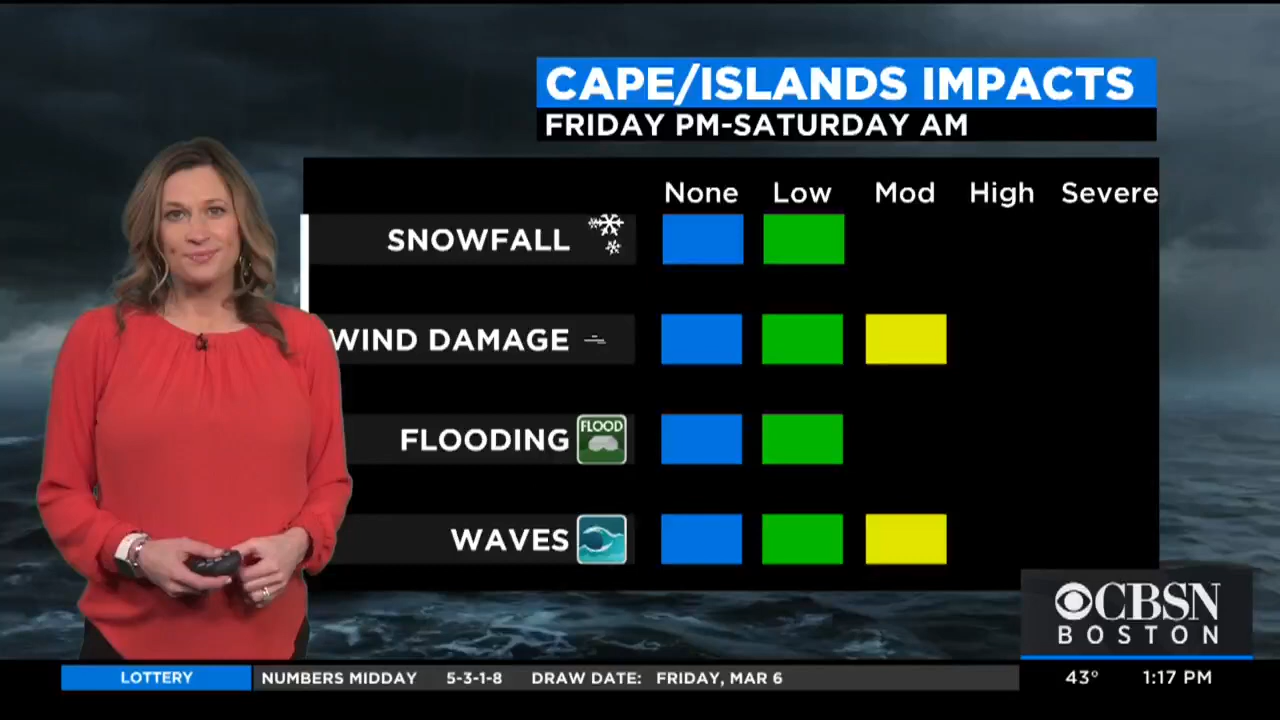 CAPE/ISLANDS IMPACTS
FRIDAY PM-SATURDAY AM
None Low Mod High Severe
SNOWFALL
WIND DAMAGE
FLOODING FLOOD
WAVES
CBSN
BOSTON
LOTTERY NUMBERS MIDDAY 5-3-1-8 DRAW DATE: FRIDAY, MAR 6 43° 1:17 PM